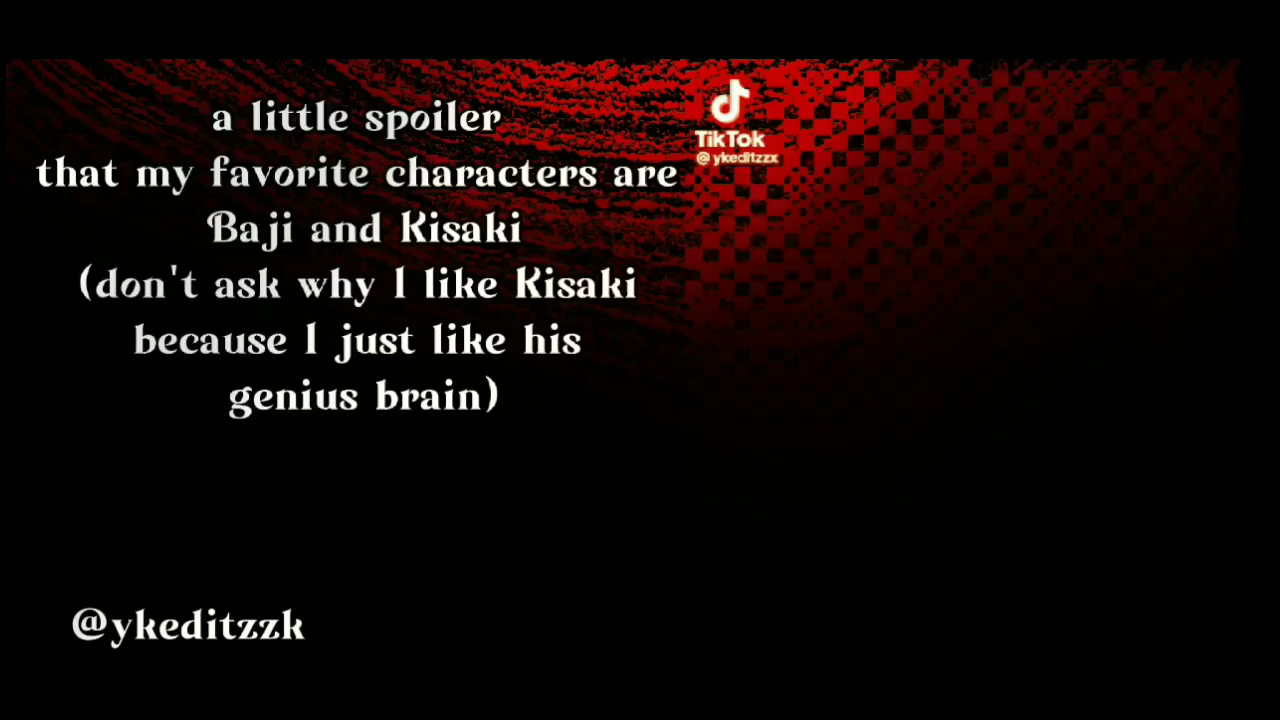 a little spoiler
that my favorite characters are
Baji and Kisaki
(don't ask why I like Kisaki
because I just like his
genius brain)
TikTok
@ykeditzzx
@ykeditzzk